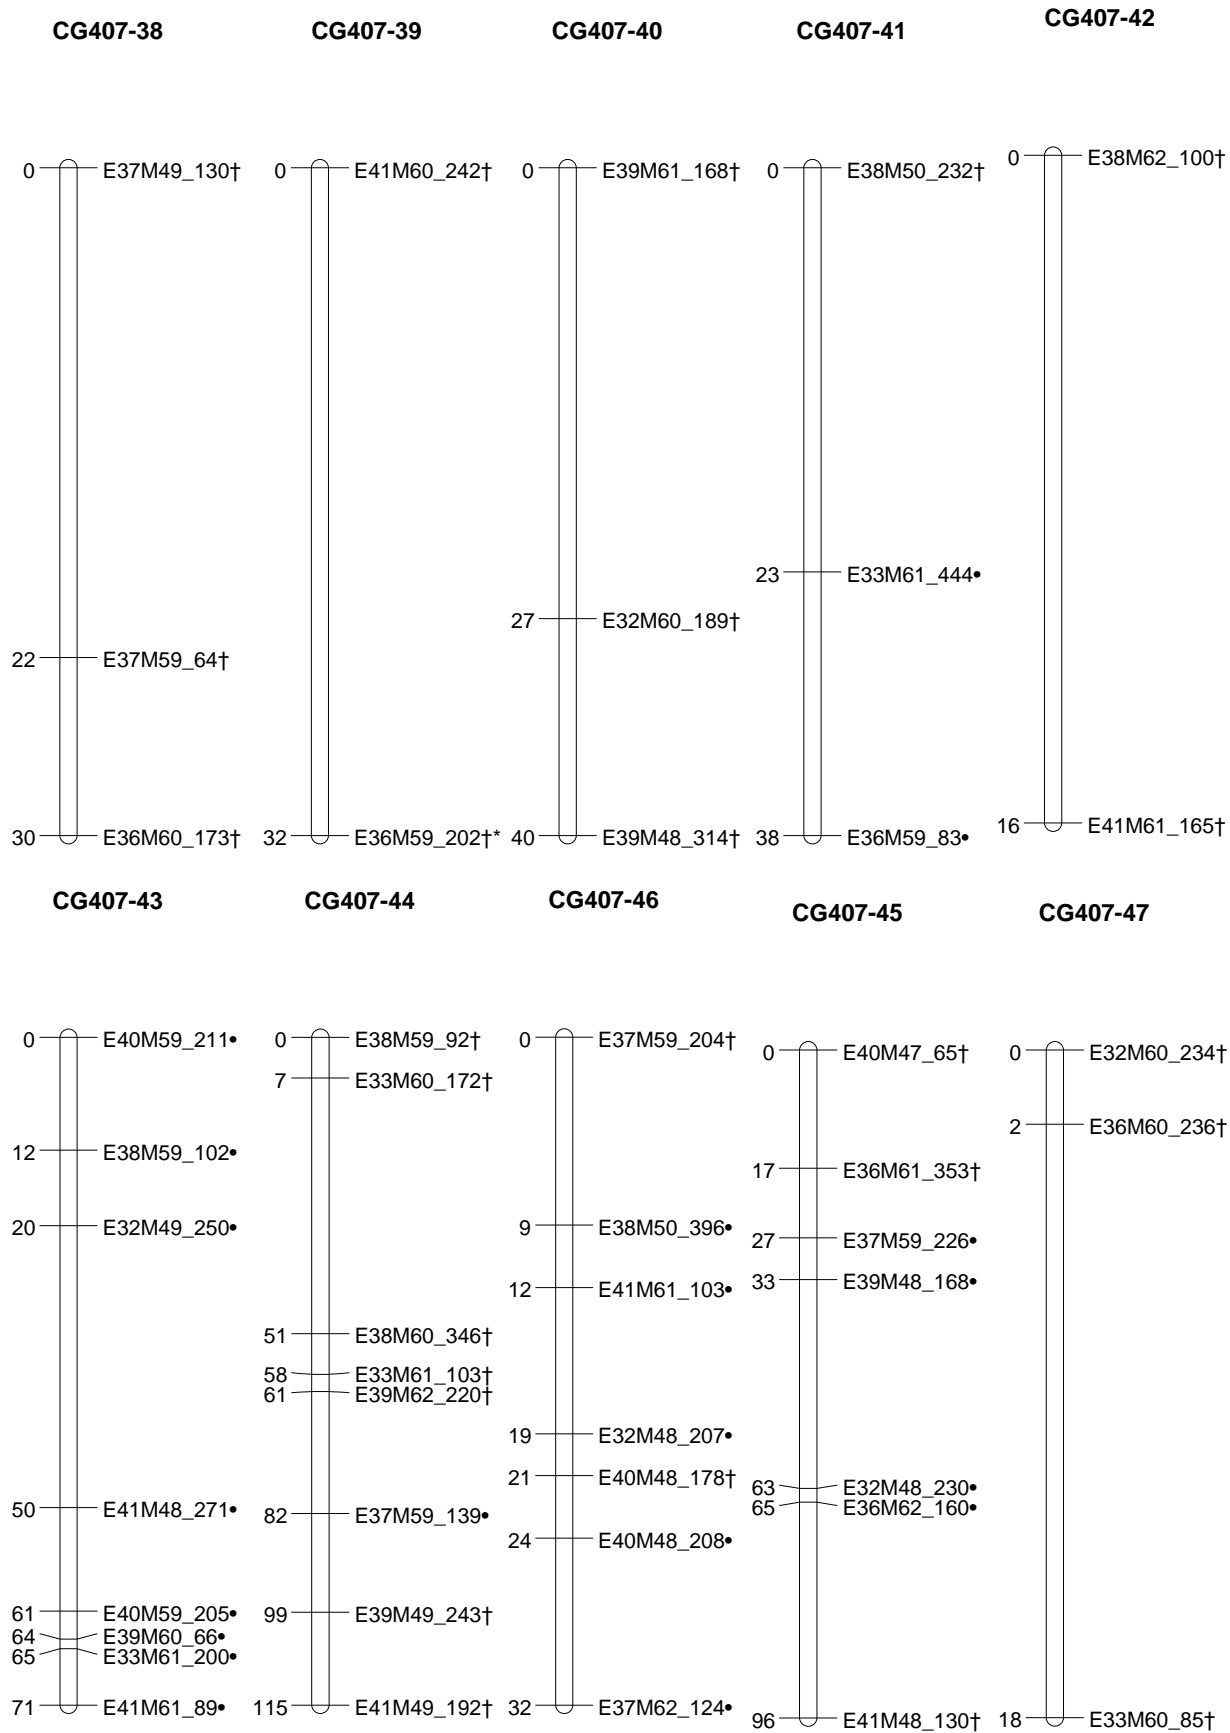 CG407-38
0 E37M49_130†
22 E37M59_64†
30 E36M60_173†
CG407-39
0 E41M60_242†
32 E36M59_202†*
CG407-40
0 E39M61_168†
27 E32M60_189†
40 E39M48_314†
CG407-41
0 E38M50_232†
23 E33M61_444•
38 E36M59_83•
CG407-42
0 E38M62_100†
16 E41M61_165†
CG407-43
0 E40M59_211•
12 E38M59_102•
20 E32M49_250•
50 E41M48_271•
61 E40M59_205•
64 E39M60_66•
65 E33M61_200•
71 E41M61_89•
CG407-44
0 E38M59_92†
7 E33M60_172†
51 E38M60_346†
58 E33M61_103†
61 E39M62_220†
82 E37M59_139•
99 E39M49_243†
115 E41M49_192†
CG407-46
0 E37M59_204†
9 E38M50_396•
12 E41M61_103•
19 E32M48_207•
21 E40M48_178†
24 E40M48_208•
32 E37M62_124•
CG407-45
0 E40M47_65†
17 E36M61_353†
27 E37M59_226•
33 E39M48_168•
63 E32M48_230•
65 E36M62_160•
96 E41M48_130†
CG407-47
0 E32M60_234†
2 E36M60_236†
18 E33M60_85†